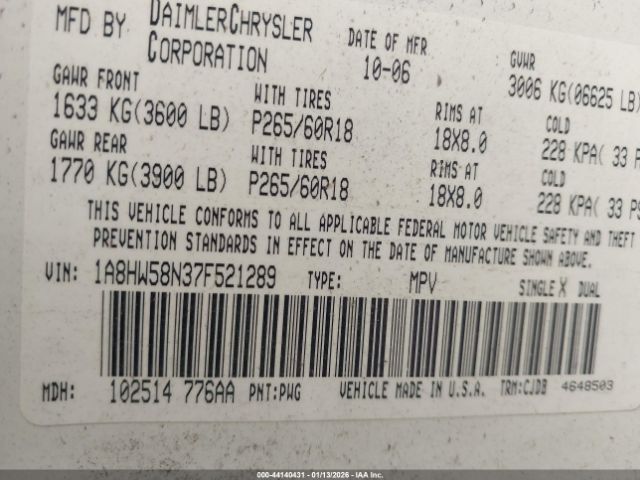 MFD BY DAIMLERCHRYSLER CORPORATION DATE OF MFR 10-06 GVWR 3006 KG(06625 LB)
GAWR FRONT WITH TIRES RIMS AT COLD
1633 KG(3600 LB) P265/60R18 18X8.0 228 KPA( 33 P
GAWR REAR WITH TIRES RIMS AT COLD
1770 KG(3900 LB) P265/60R18 18X8.0 228 KPA( 33 PS
THIS VEHICLE CONFORMS TO ALL APPLICABLE FEDERAL MOTOR VEHICLE SAFETY AND THEFT
PREVENTION STANDARDS IN EFFECT ON THE DATE OF MANUFACTURE SHOWN ABOVE.
VIN: 1A8HW58N37F521289 TYPE: MPV SINGLE X DUAL
MDH: 102514 776AA PNT:PWG VEHICLE MADE IN U.S.A. TRM:CJDB 4648503
000-44140431 - 01/13/2026 - IAA Inc.